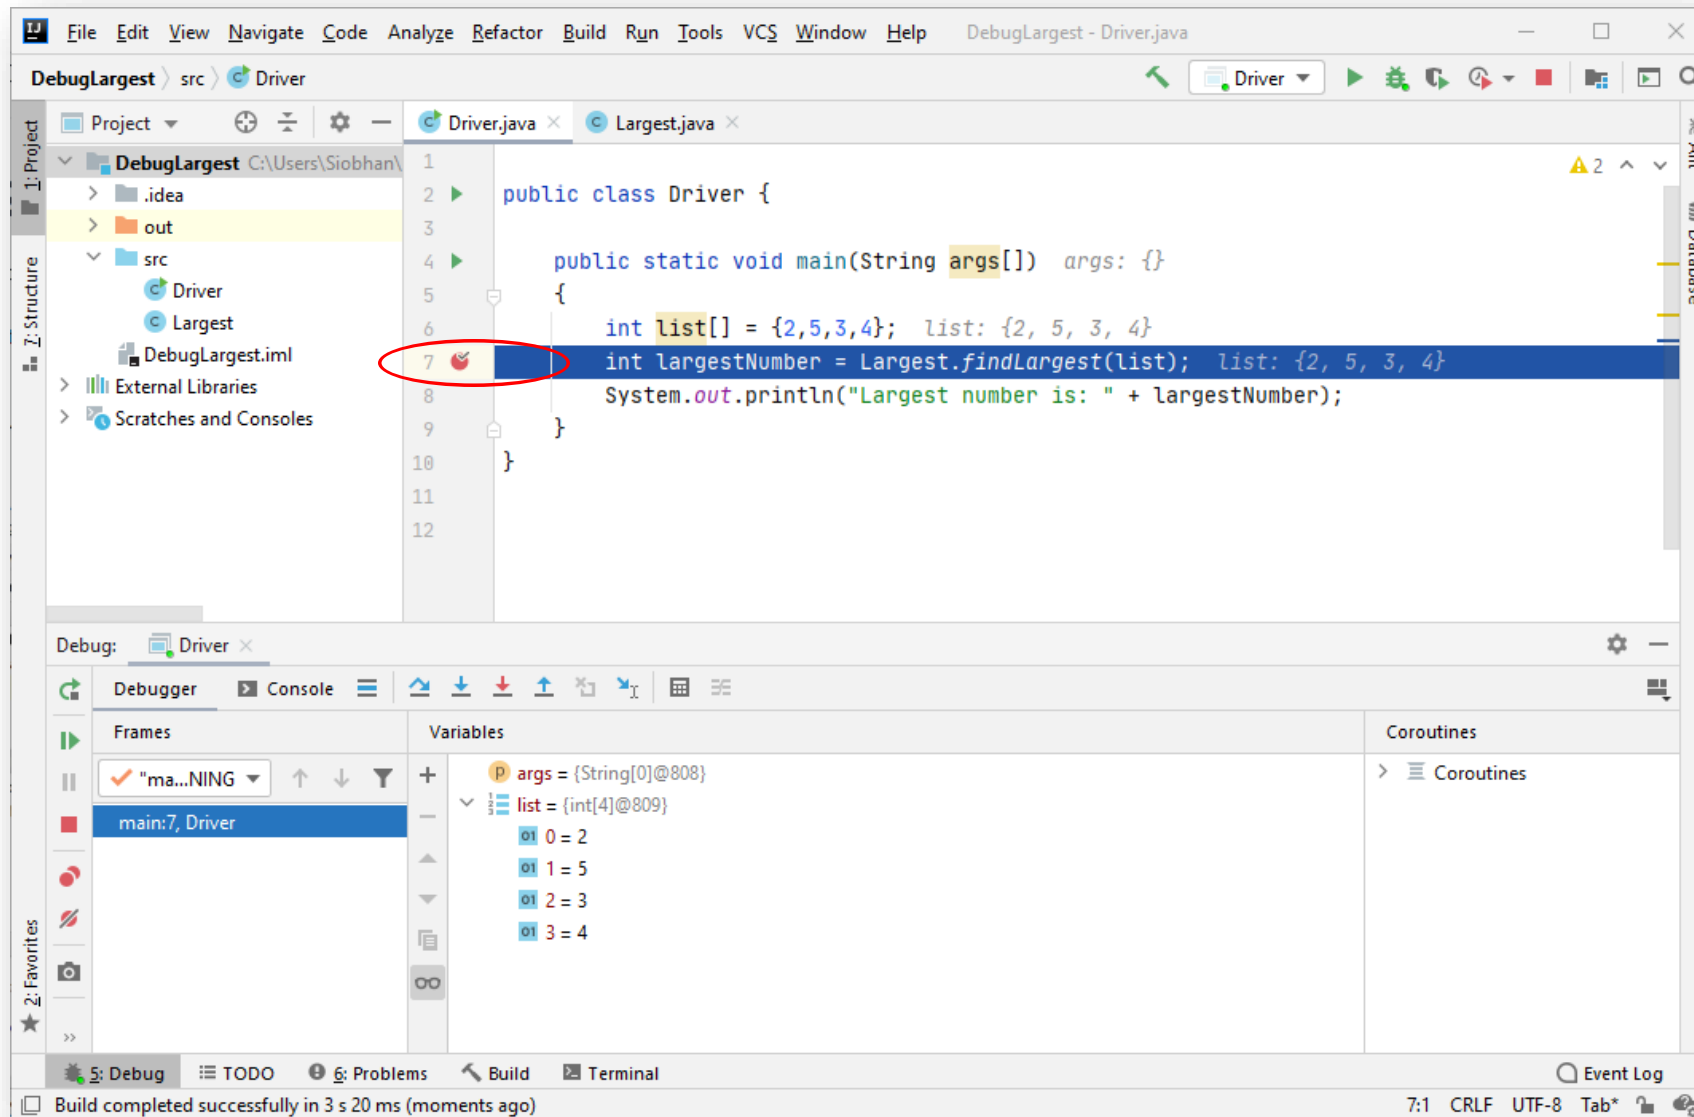 IJ File Edit View Navigate Code Analyze Refactor Build Run Tools VCS Window Help DebugLargest - Driver.java
DebugLargest src Driver
Driver
1: Project
7: Structure
2: Favorites
Project
DebugLargest C:\Users\Siobhan\
.idea
out
src
Driver
Largest
DebugLargest.iml
External Libraries
Scratches and Consoles
Driver.java Largest.java
2
1
2 public class Driver {
3
4 public static void main(String args[]) args: {}
5 {
6 int list[] = {2,5,3,4}; list: {2, 5, 3, 4}
7 int largestNumber = Largest.findLargest(list); list: {2, 5, 3, 4}
8 System.out.println("Largest number is: " + largestNumber);
9 }
10 }
11
12
Database
Debug: Driver
Debugger Console
Frames Variables Coroutines
"ma...NING
main:7, Driver
p args = {String[0]@808}
list = {int[4]@809}
01 0 = 2
01 1 = 5
01 2 = 3
01 3 = 4
Coroutines
5: Debug TODO 6: Problems Build Terminal Event Log
Build completed successfully in 3 s 20 ms (moments ago) 7:1 CRLF UTF-8 Tab*